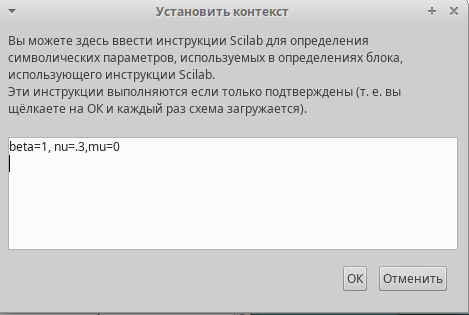 Установить контекст
Вы можете здесь ввести инструкции Scilab для определения
символических параметров, используемых в определениях блока,
использующего инструкции Scilab.
Эти инструкции выполняются если только подтверждены (т. е. вы
щёлкаете на ОК и каждый раз схема загружается).
beta=1, nu=.3,mu=0
ОК Отменить